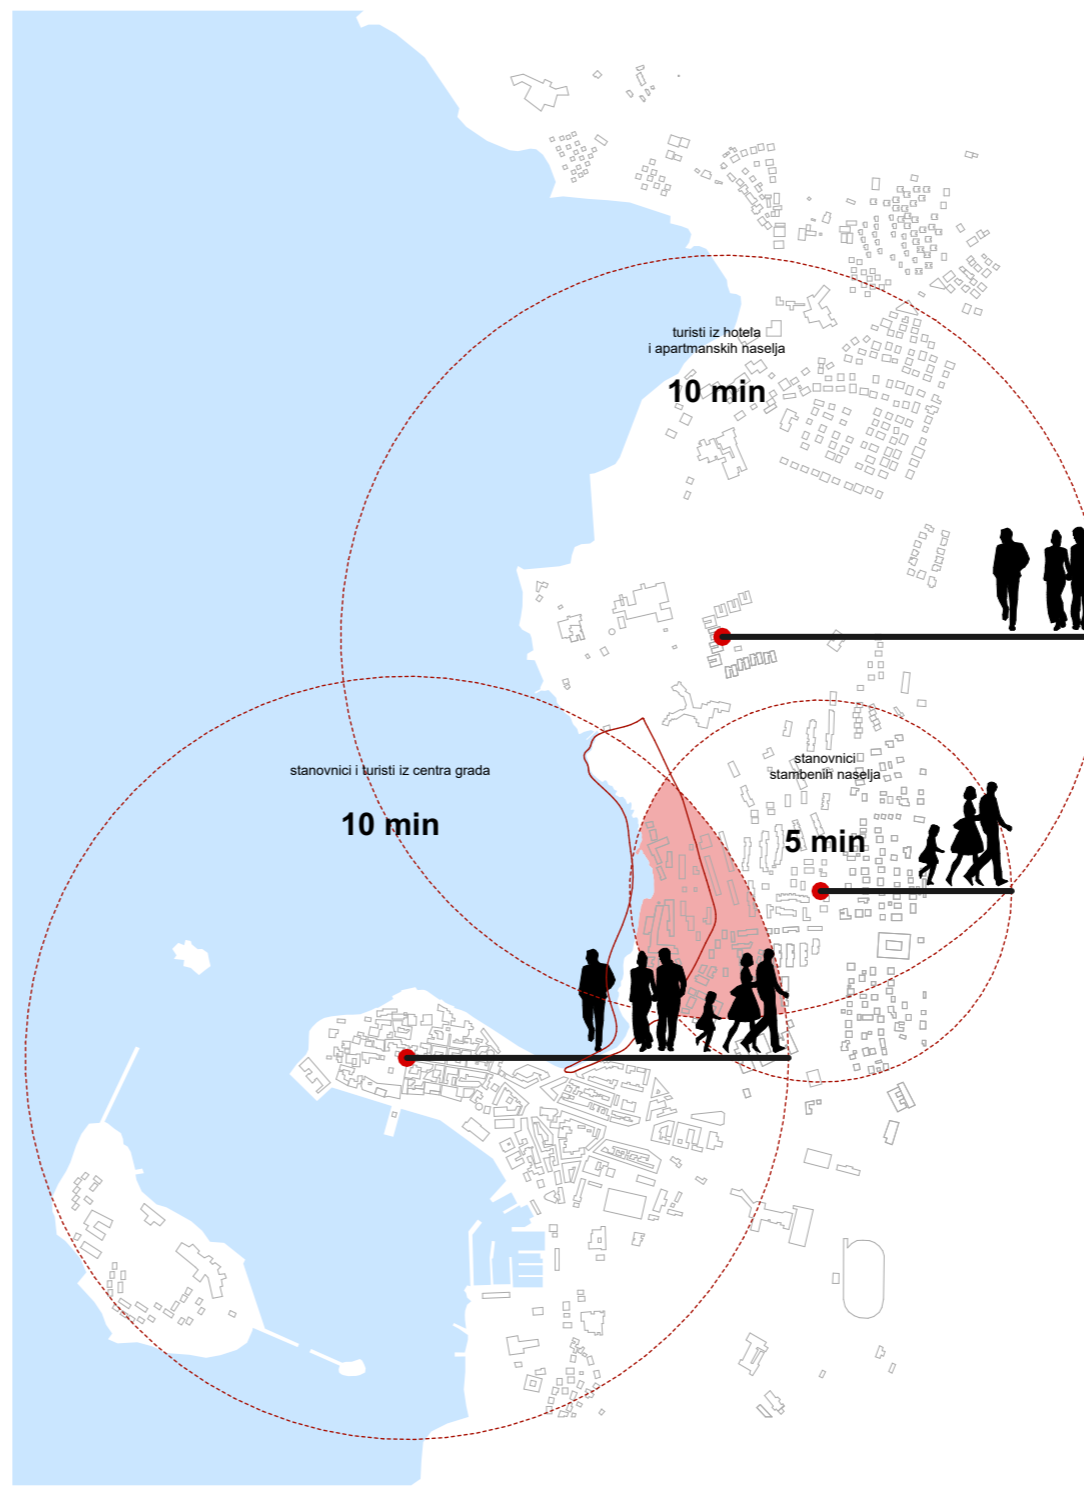 turisti iz hotela
i apartmanskih naselja
10 min
stanovnici i turisti iz centra grada
10 min
stanovnici
stambenih naselja
5 min